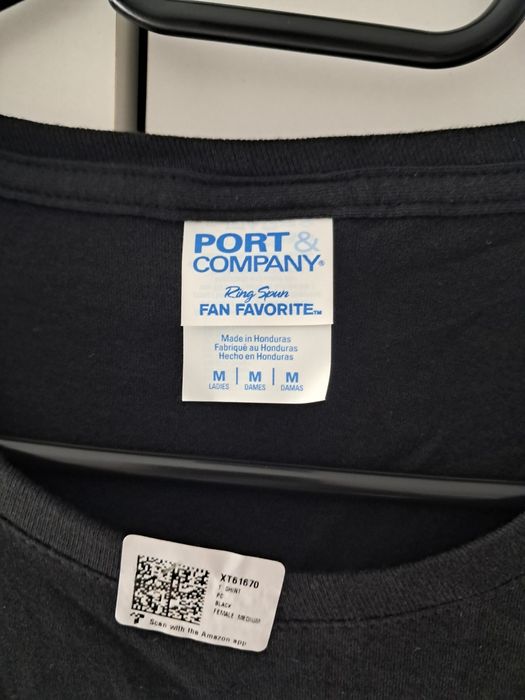 PORT &
COMPANY®
Ring Spun
FAN FAVORITE™
Made in Honduras
Fabriqué au Honduras
Hecho en Honduras
M | M | M
LADIES DAMES DAMAS
XT61670
T SHIRT
PC
BLACK
FEMALE MEDIUM
Scan with the Amazon app